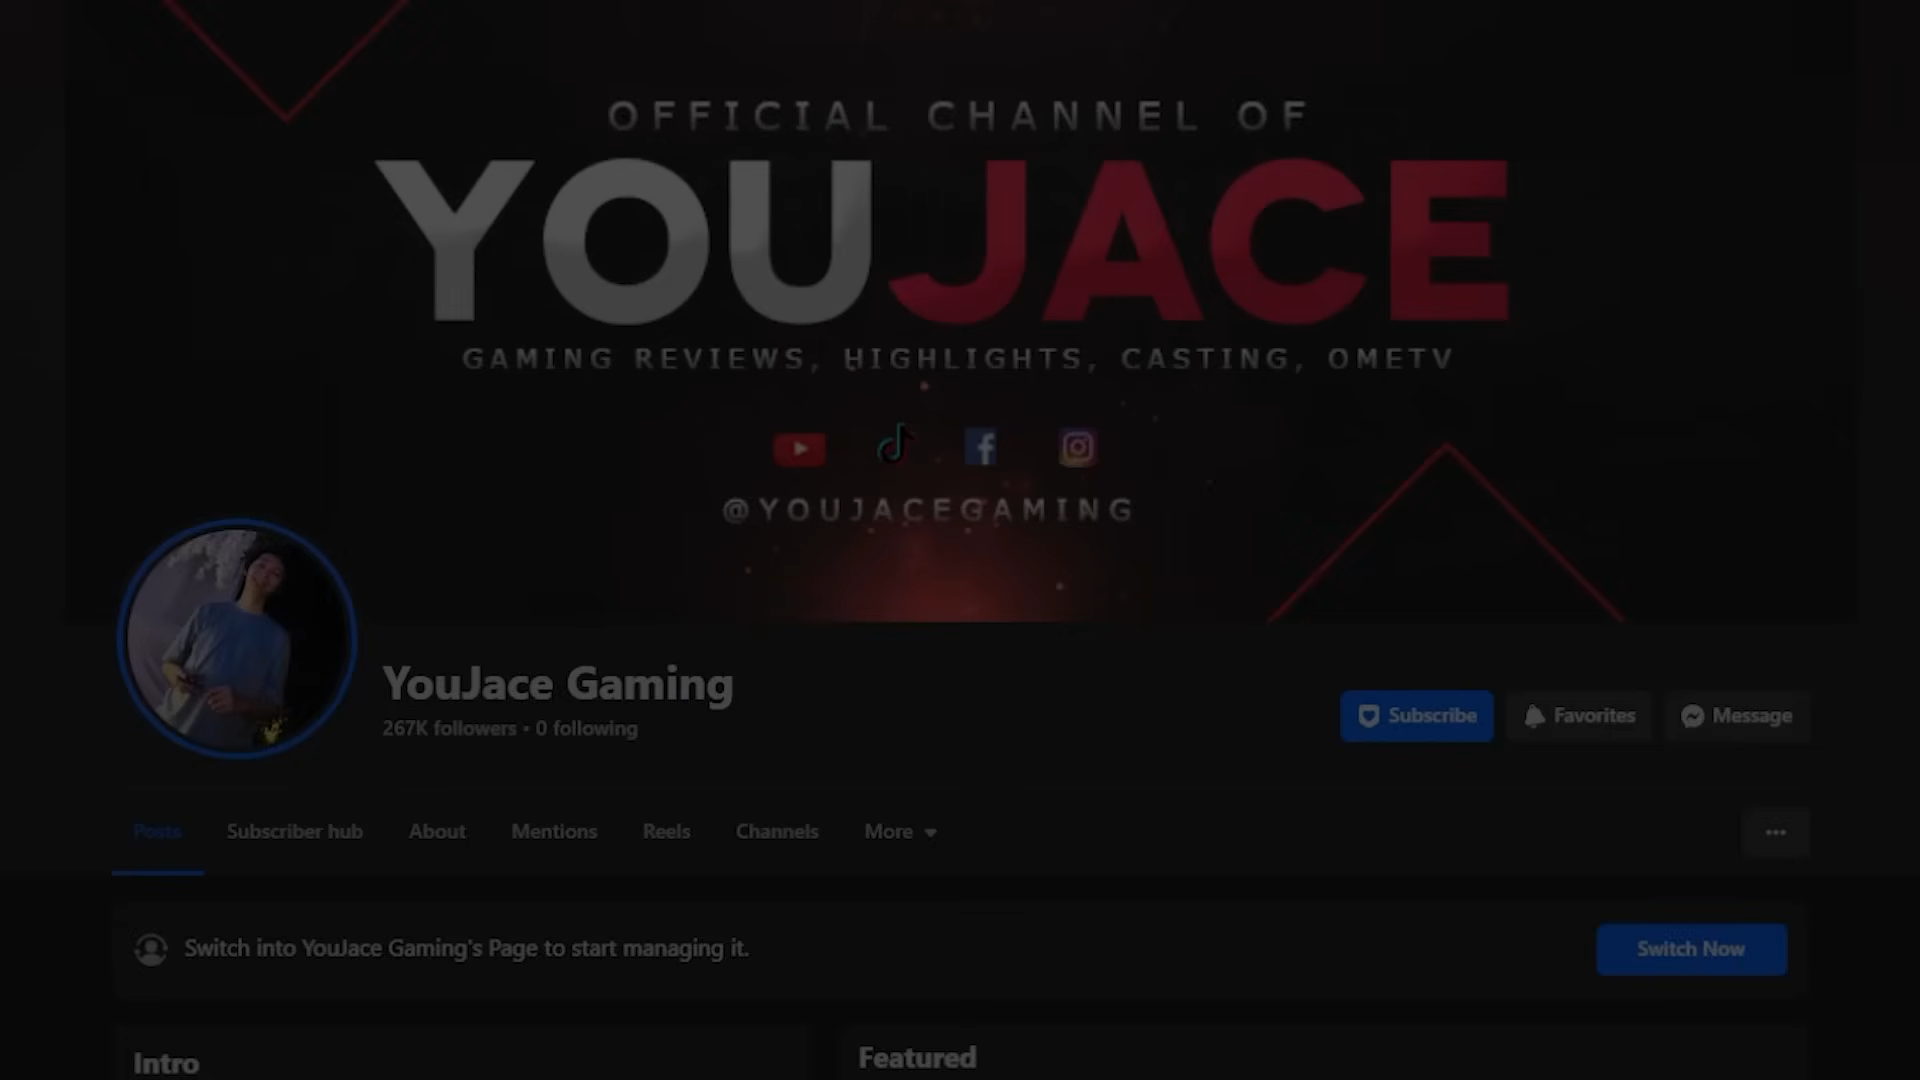 OFFICIAL CHANNEL OF
YOUJACE
GAMING REVIEWS, HIGHLIGHTS, CASTING, OMETV
@YOUJACEGAMING
YouJace Gaming
267K followers • 0 following
Subscribe
Favorites
Message
Posts
Subscriber hub
About
Mentions
Reels
Channels
More
Switch into YouJace Gaming's Page to start managing it.
Switch Now
Intro
Featured